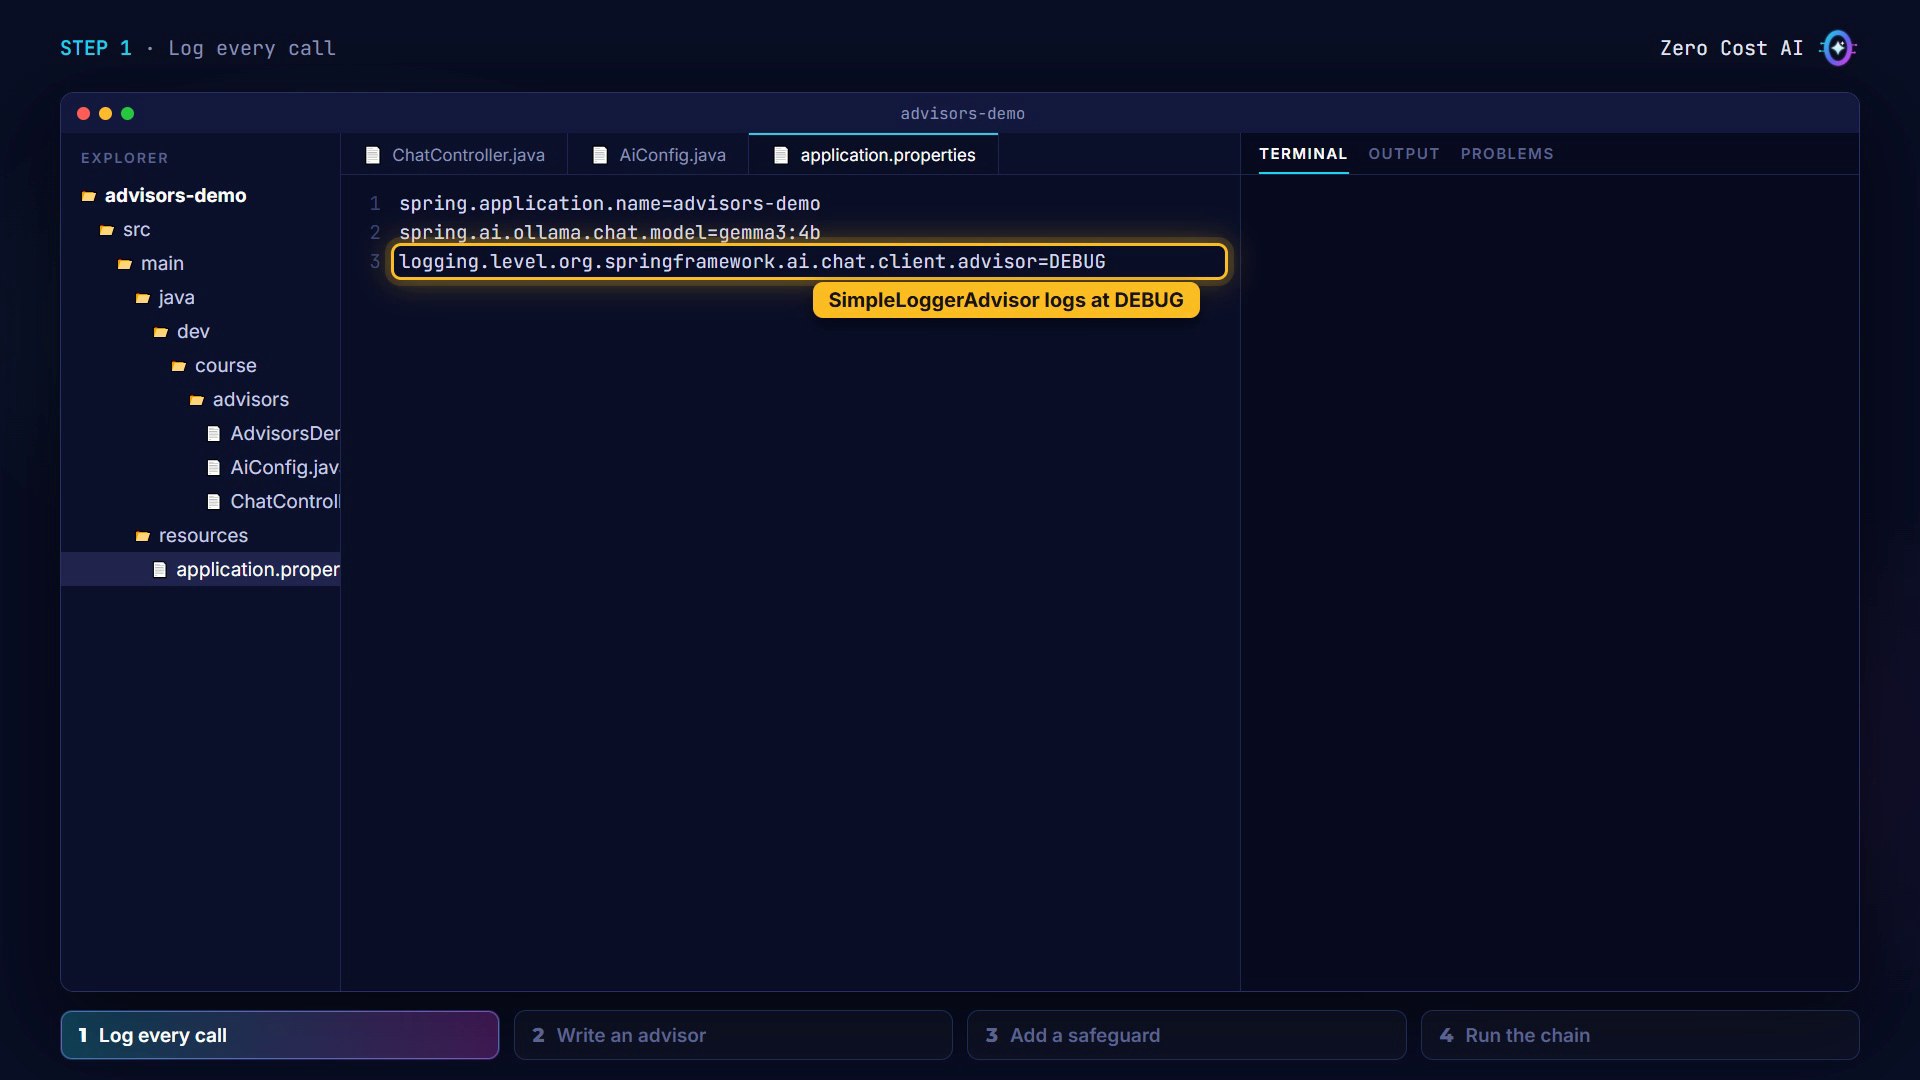 STEP 1 · Log every call
Zero Cost AI
advisors-demo
EXPLORER
advisors-demo
src
main
java
dev
course
advisors
AdvisorsDer
AiConfig.jav
ChatControll
resources
application.proper
ChatController.java
AiConfig.java
application.properties
1 spring.application.name=advisors-demo
2 spring.ai.ollama.chat.model=gemma3:4b
3 logging.level.org.springframework.ai.chat.client.advisor=DEBUG
SimpleLoggerAdvisor logs at DEBUG
TERMINAL OUTPUT PROBLEMS
1 Log every call
2 Write an advisor
3 Add a safeguard
4 Run the chain